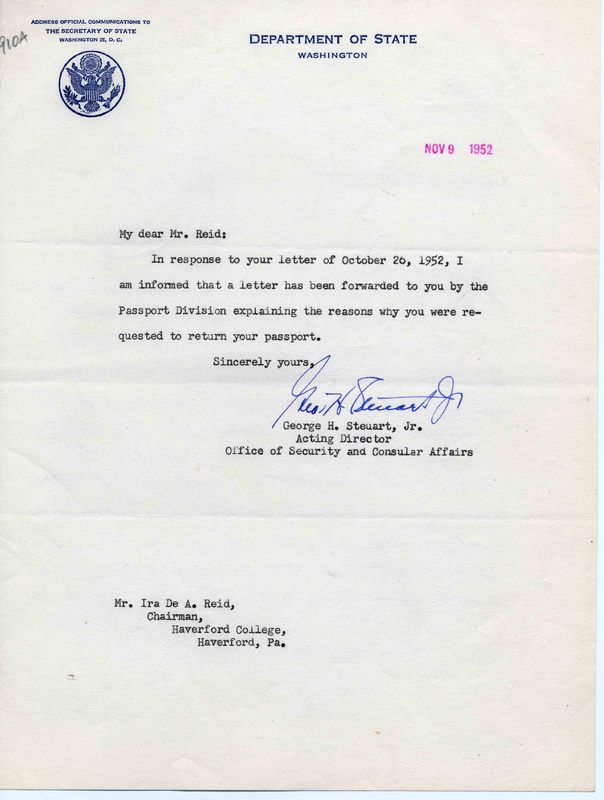 910A
ADDRESS OFFICIAL COMMUNICATIONS TO
THE SECRETARY OF STATE
WASHINGTON 25, D. C.
DEPARTMENT OF STATE
WASHINGTON
NOV 9 1952
My dear Mr. Reid:
In response to your letter of October 26, 1952, I
am informed that a letter has been forwarded to you by the
Passport Division explaining the reasons why you were re-
quested to return your passport.
Sincerely yours,
Geo. H Steuart Jr
George H. Steuart, Jr.
Acting Director
Office of Security and Consular Affairs
Mr. Ira De A. Reid,
Chairman,
Haverford College,
Haverford, Pa.